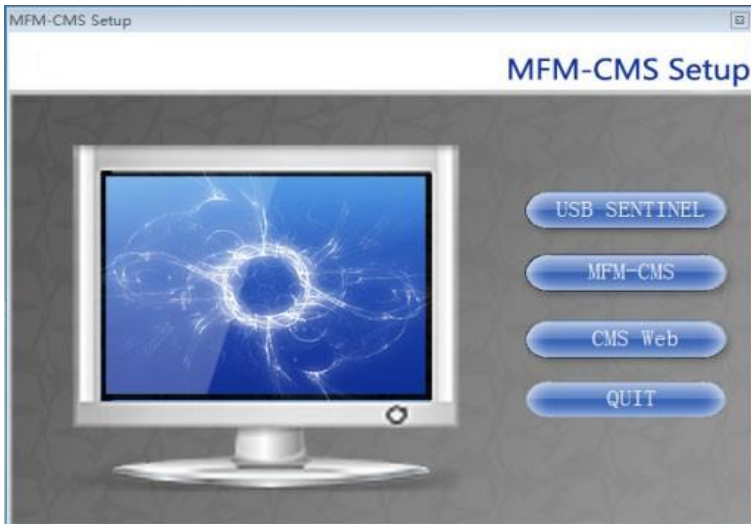 MFM-CMS Setup
MFM-CMS Setup
USB SENTINEL
MFM-CMS
CMS Web
QUIT